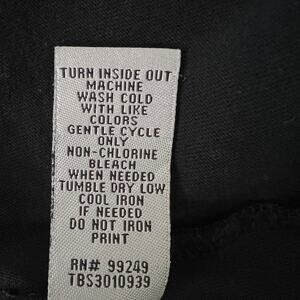 TURN INSIDE OUT
MACHINE
WASH COLD
WITH LIKE
COLORS
GENTLE CYCLE
ONLY
NON-CHLORINE
BLEACH
WHEN NEEDED
TUMBLE DRY LOW
COOL IRON
IF NEEDED
DO NOT IRON
PRINT
RN# 99249
TBS3010939